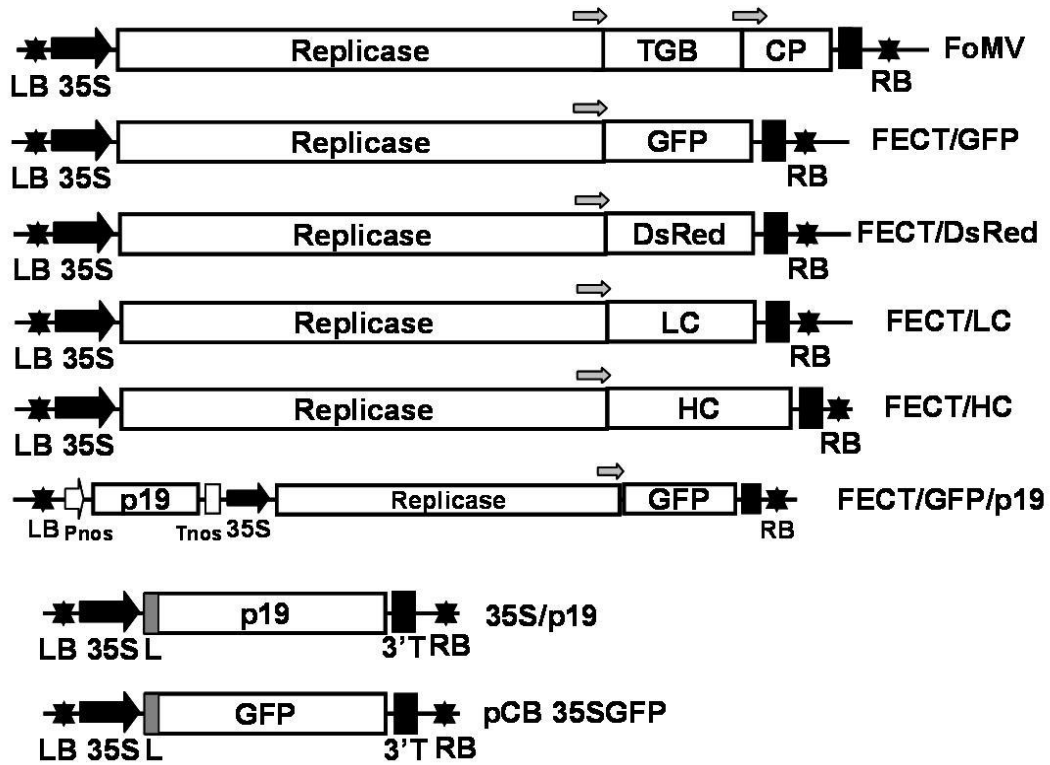 Replicase TGB CP FoMV
LB 35S RB
Replicase GFP FECT/GFP
LB 35S RB
Replicase DsRed FECT/DsRed
LB 35S RB
Replicase LC FECT/LC
LB 35S RB
Replicase HC FECT/HC
LB 35S RB
p19 Replicase GFP FECT/GFP/p19
LB Pnos Tnos 35S RB
p19 35S/p19
LB 35S L 3'T RB
GFP pCB 35SGFP
LB 35S L 3'T RB